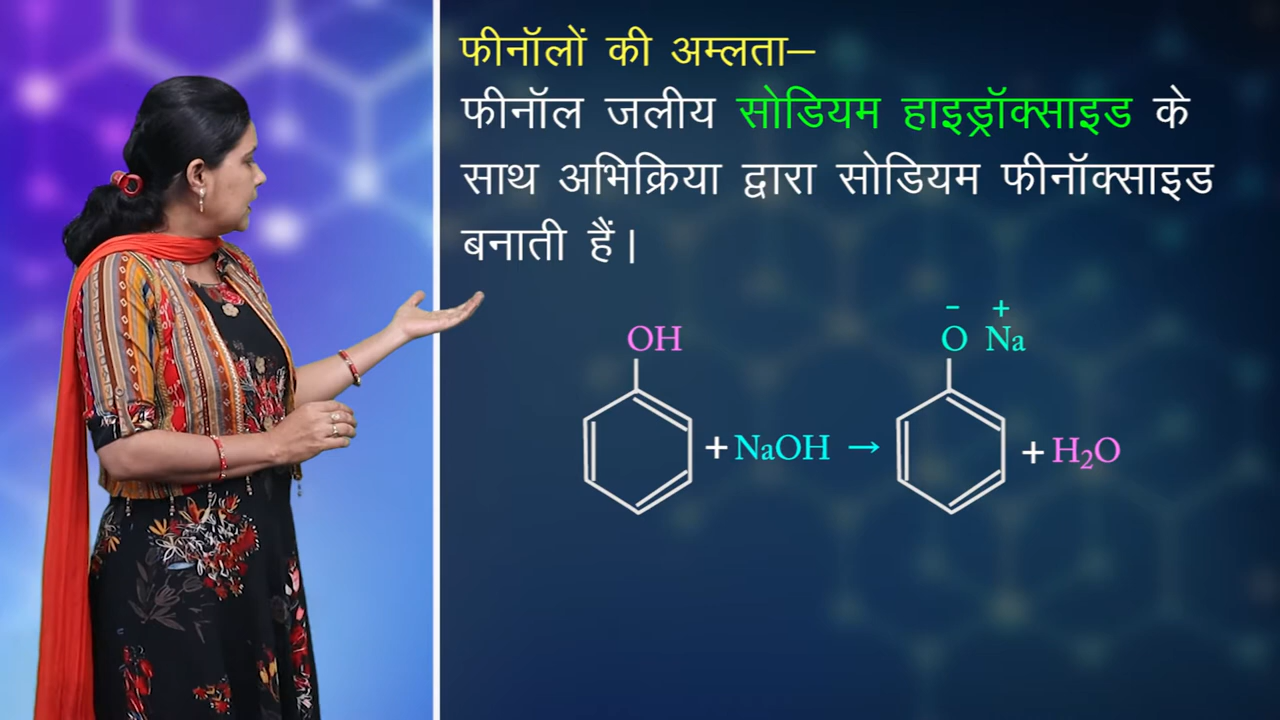 फीनॉलों की अम्लता–
फीनॉल जलीय सोडियम हाइड्रॉक्साइड के
साथ अभिक्रिया द्वारा सोडियम फीनॉक्साइड
बनाती हैं।
OH
– +
O Na
+ NaOH → + H₂O